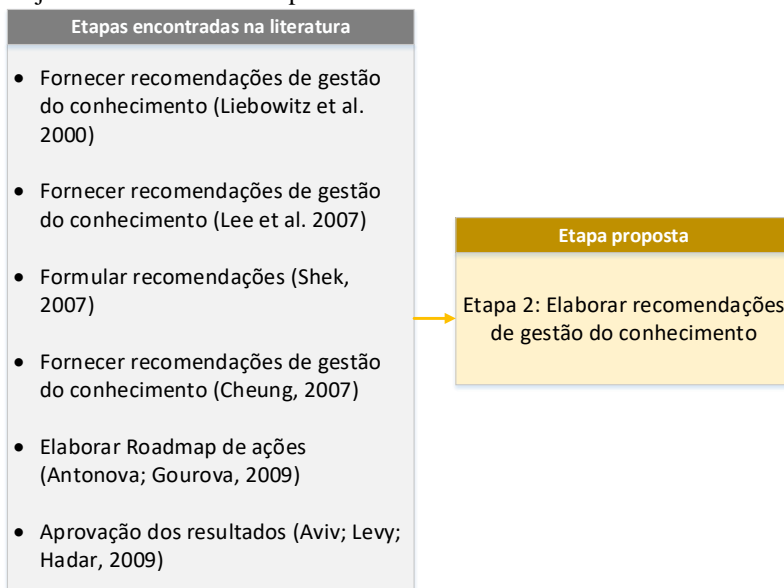 Etapas encontradas na literatura
• Fornecer recomendações de gestão
do conhecimento (Liebowitz et al.
2000)
• Fornecer recomendações de gestão
do conhecimento (Lee et al. 2007)
• Formular recomendações (Shek,
2007)
• Fornecer recomendações de gestão
do conhecimento (Cheung, 2007)
• Elaborar Roadmap de ações
(Antonova; Gourova, 2009)
• Aprovação dos resultados (Aviv; Levy;
Hadar, 2009)
Etapa proposta
Etapa 2: Elaborar recomendações
de gestão do conhecimento